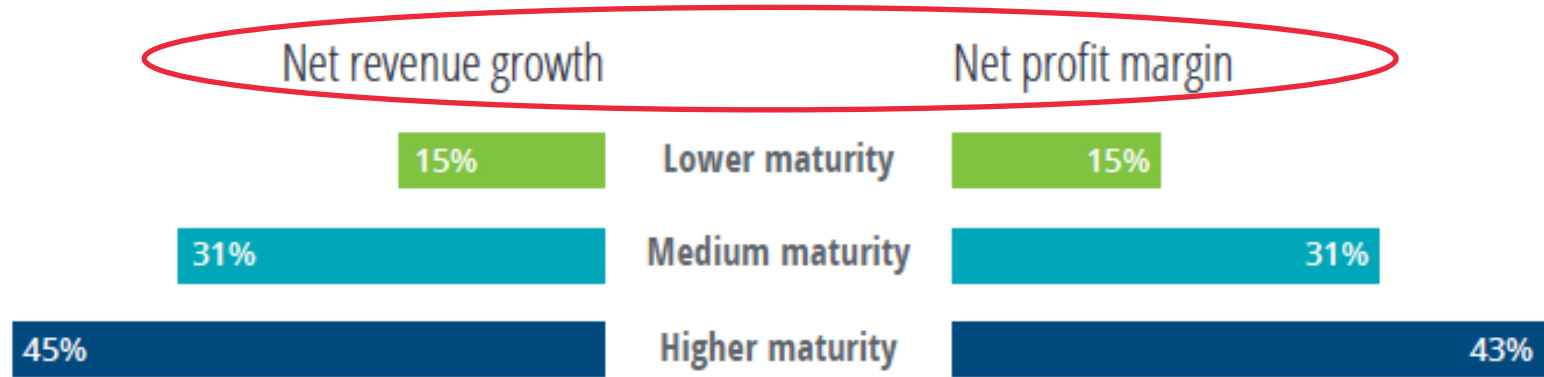 Net revenue growth Net profit margin
15% Lower maturity 15%
31% Medium maturity 31%
45% Higher maturity 43%